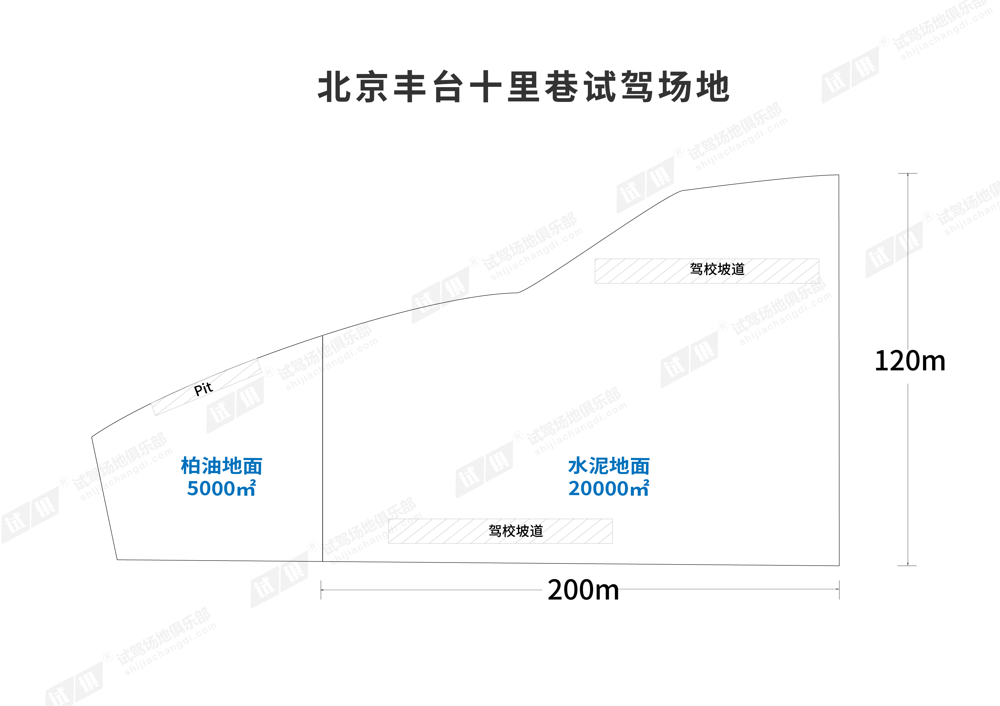 北京丰台十里巷试驾场地
驾校坡道
120m
Pit
柏油地面
5000㎡
水泥地面
20000㎡
驾校坡道
200m
试俱® 试驾场地俱乐部
shijiachangdi.com